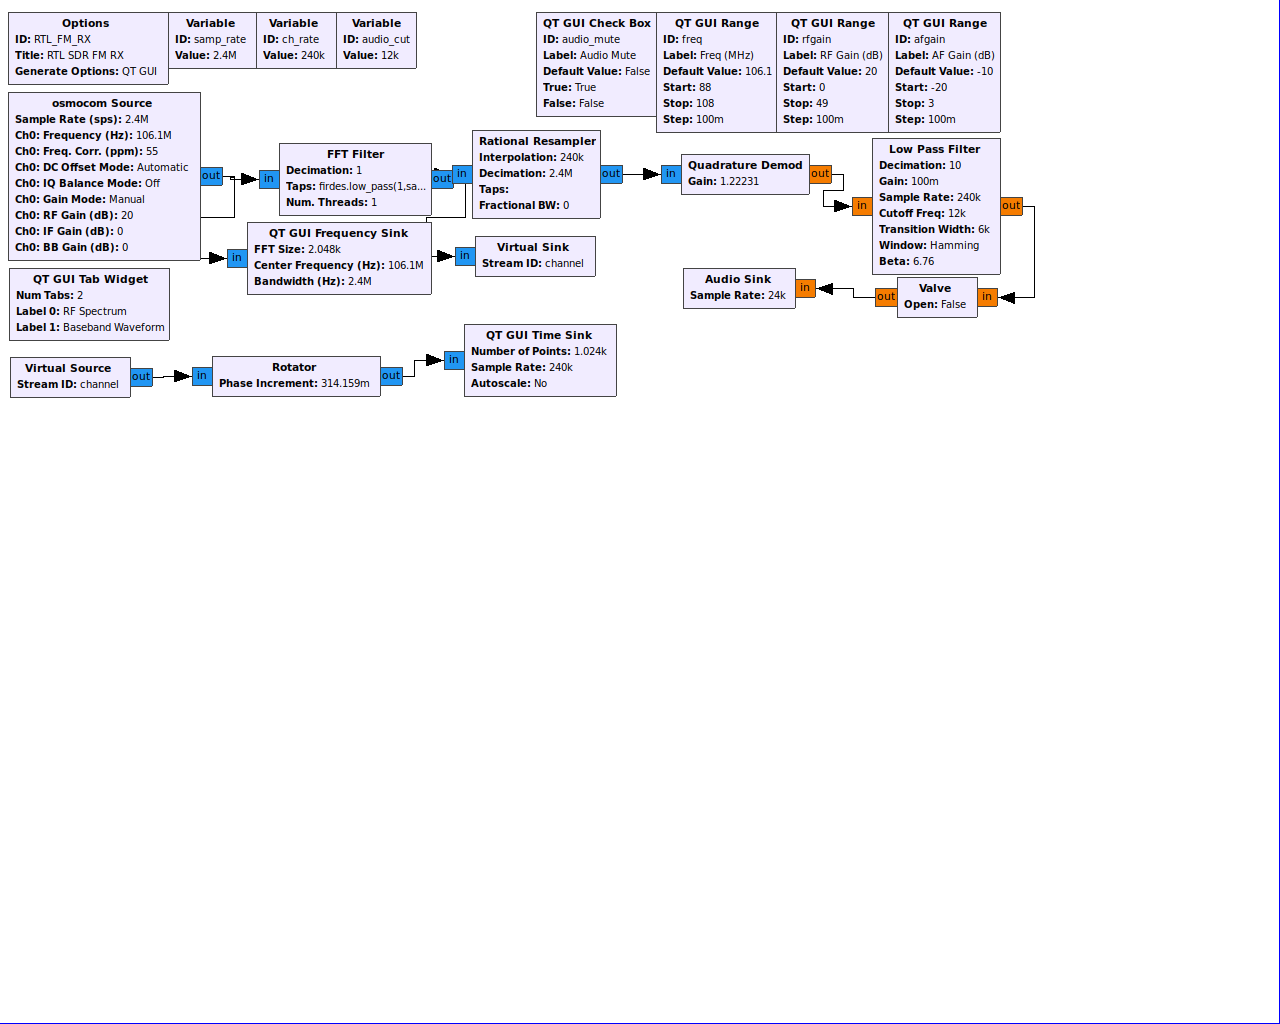 Options
ID: RTL_FM_RX
Title: RTL SDR FM RX
Generate Options: QT GUI
Variable
ID: samp_rate
Value: 2.4M
Variable
ID: ch_rate
Value: 240k
Variable
ID: audio_cut
Value: 12k
QT GUI Check Box
ID: audio_mute
Label: Audio Mute
Default Value: False
True: True
False: False
QT GUI Range
ID: freq
Label: Freq (MHz)
Default Value: 106.1
Start: 88
Stop: 108
Step: 100m
QT GUI Range
ID: rfgain
Label: RF Gain (dB)
Default Value: 20
Start: 0
Stop: 49
Step: 100m
QT GUI Range
ID: afgain
Label: AF Gain (dB)
Default Value: -10
Start: -20
Stop: 3
Step: 100m
osmocom Source
Sample Rate (sps): 2.4M
Ch0: Frequency (Hz): 106.1M
Ch0: Freq. Corr. (ppm): 55
Ch0: DC Offset Mode: Automatic
Ch0: IQ Balance Mode: Off
Ch0: Gain Mode: Manual
Ch0: RF Gain (dB): 20
Ch0: IF Gain (dB): 0
Ch0: BB Gain (dB): 0
out
in
FFT Filter
Decimation: 1
Taps: firdes.low_pass(1,sa...
Num. Threads: 1
out
in
Rational Resampler
Interpolation: 240k
Decimation: 2.4M
Taps:
Fractional BW: 0
out
in
Quadrature Demod
Gain: 1.22231
out
in
Low Pass Filter
Decimation: 10
Gain: 100m
Sample Rate: 240k
Cutoff Freq: 12k
Transition Width: 6k
Window: Hamming
Beta: 6.76
out
in
QT GUI Frequency Sink
FFT Size: 2.048k
Center Frequency (Hz): 106.1M
Bandwidth (Hz): 2.4M
in
Virtual Sink
Stream ID: channel
Audio Sink
Sample Rate: 24k
in
out
Valve
Open: False
in
QT GUI Tab Widget
Num Tabs: 2
Label 0: RF Spectrum
Label 1: Baseband Waveform
Virtual Source
Stream ID: channel
out
in
Rotator
Phase Increment: 314.159m
out
in
QT GUI Time Sink
Number of Points: 1.024k
Sample Rate: 240k
Autoscale: No